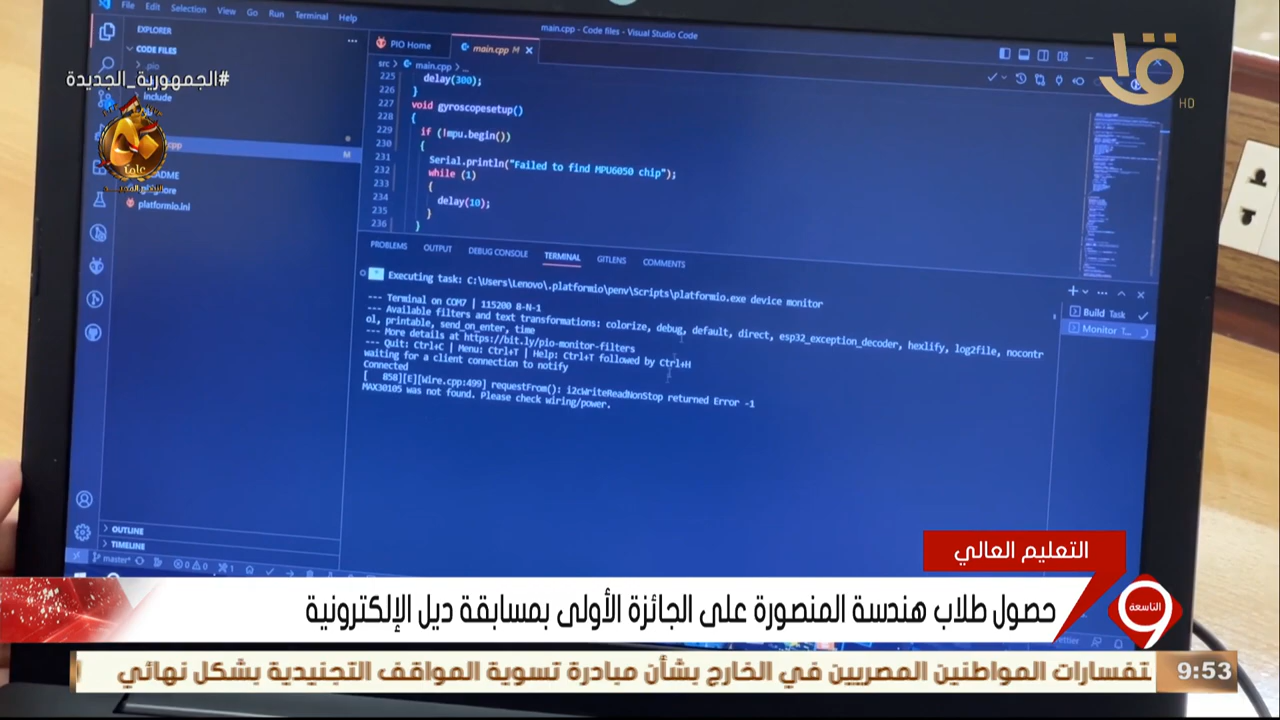 File Edit Selection View Go Run Terminal Help
main.cpp - Code files - Visual Studio Code
EXPLORER
CODE FILES
.pio
include
platformio.ini
OUTLINE
TIMELINE
master*
PIO Home
main.cpp M
src > main.cpp > ...
225 delay(300);
226 }
227 void gyroscopesetup()
228 {
229 if (!mpu.begin())
230 {
231 Serial.println("Failed to find MPU6050 chip");
232 while (1)
233 {
234 delay(10);
235 }
236 }
PROBLEMS OUTPUT DEBUG CONSOLE TERMINAL GITLENS COMMENTS
Executing task: C:\Users\Lenovo\.platformio\penv\Scripts\platformio.exe device monitor
--- Terminal on COM7 | 115200 8-N-1
--- Available filters and text transformations: colorize, debug, default, direct, esp32_exception_decoder, hexlify, log2file, nocontr
ol, printable, send_on_enter, time
--- More details at https://bit.ly/pio-monitor-filters
--- Quit: Ctrl+C | Menu: Ctrl+T | Help: Ctrl+T followed by Ctrl+H
waiting for a client connection to notify
Connected
[ 858][E][Wire.cpp:499] requestFrom(): i2cWriteReadNonStop returned Error -1
MAX30105 was not found. Please check wiring/power.
Build Task
Monitor T...
#الجمهورية_الجديدة
HD
التعليم العالي
التاسعة
9
حصول طلاب هندسة المنصورة على الجائزة الأولى بمسابقة ديل الإلكترونية
9:53
تفسارات المواطنين المصريين في الخارج بشأن مبادرة تسوية المواقف التجنيدية بشكل نهائي